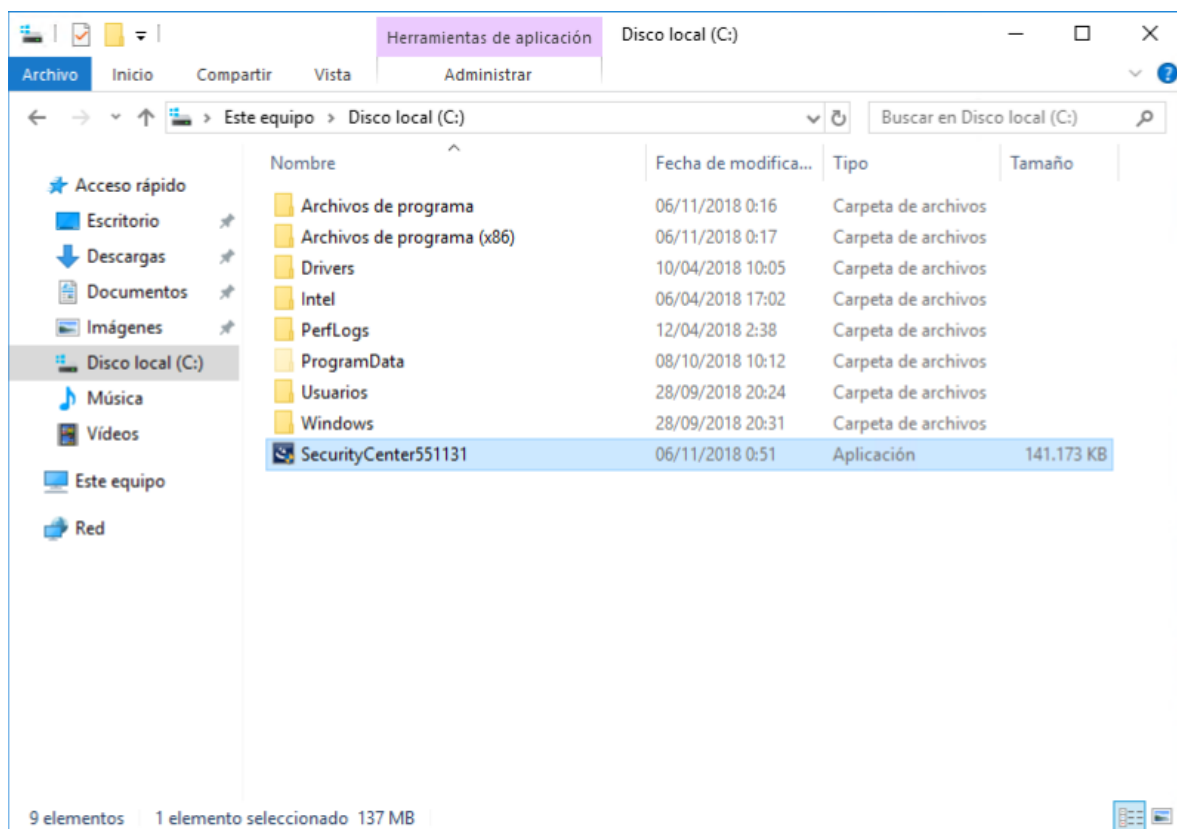 Herramientas de aplicación Disco local (C:)
Archivo Inicio Compartir Vista Administrar
Este equipo > Disco local (C:) Buscar en Disco local (C:)
Nombre Fecha de modifica... Tipo Tamaño
Acceso rápido
Escritorio
Descargas
Documentos
Imágenes
Disco local (C:)
Música
Vídeos
Este equipo
Red
Archivos de programa 06/11/2018 0:16 Carpeta de archivos
Archivos de programa (x86) 06/11/2018 0:17 Carpeta de archivos
Drivers 10/04/2018 10:05 Carpeta de archivos
Intel 06/04/2018 17:02 Carpeta de archivos
PerfLogs 12/04/2018 2:38 Carpeta de archivos
ProgramData 08/10/2018 10:12 Carpeta de archivos
Usuarios 28/09/2018 20:24 Carpeta de archivos
Windows 28/09/2018 20:31 Carpeta de archivos
SecurityCenter551131 06/11/2018 0:51 Aplicación 141.173 KB
9 elementos 1 elemento seleccionado 137 MB